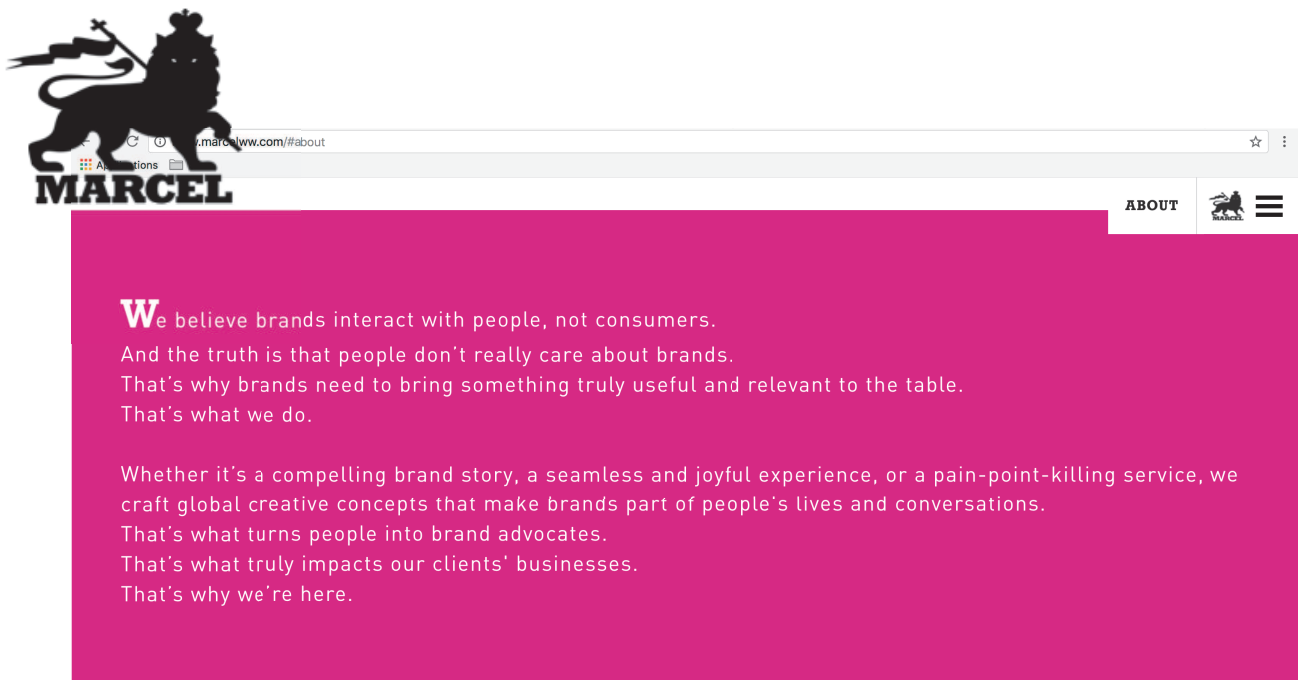 .marcelww.com/#about
MARCEL
ABOUT
MARCEL
We believe brands interact with people, not consumers.
And the truth is that people don't really care about brands.
That's why brands need to bring something truly useful and relevant to the table.
That's what we do.
Whether it's a compelling brand story, a seamless and joyful experience, or a pain-point-killing service, we
craft global creative concepts that make brands part of people's lives and conversations.
That's what turns people into brand advocates.
That's what truly impacts our clients' businesses.
That's why we're here.